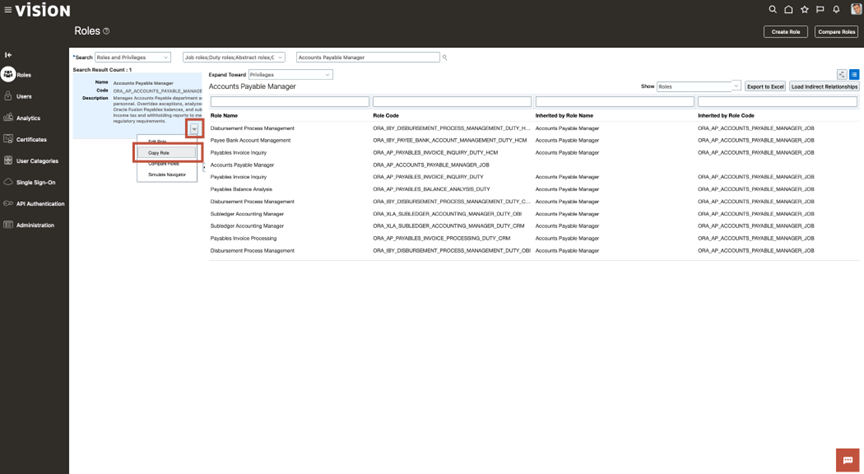 VISION
Roles
Create Role
Compare Roles
*Search Roles and Privileges Job roles;Duty roles;Abstract roles;C Accounts Payable Manager
Search Result Count : 1
Name Accounts Payable Manager
Code ORA_AP_ACCOUNTS_PAYABLE_MANAGE
Description Manages Accounts Payable department a
personnel. Overrides exceptions, analyzes
Oracle Fusion Payables balances, and sub
income tax and withholding reports to me
regulatory requirements.
Edit Role
Copy Role
Compare Roles
Simulate Navigator
Roles
Users
Analytics
Certificates
User Categories
Single Sign-On
API Authentication
Administration
Expand Toward Privileges
Accounts Payable Manager
Show Roles Export to Excel Load Indirect Relationships
Role Name Role Code Inherited by Role Name Inherited by Role Code
Disbursement Process Management ORA_IBY_DISBURSEMENT_PROCESS_MANAGEMENT_DUTY_H... Accounts Payable Manager ORA_AP_ACCOUNTS_PAYABLE_MANAGER_JOB
Payee Bank Account Management ORA_IBY_PAYEE_BANK_ACCOUNT_MANAGEMENT_DUTY_HCM Accounts Payable Manager ORA_AP_ACCOUNTS_PAYABLE_MANAGER_JOB
Payables Invoice Inquiry ORA_AP_PAYABLES_INVOICE_INQUIRY_DUTY_HCM Accounts Payable Manager ORA_AP_ACCOUNTS_PAYABLE_MANAGER_JOB
Accounts Payable Manager ORA_AP_ACCOUNTS_PAYABLE_MANAGER_JOB
Payables Invoice Inquiry ORA_AP_PAYABLES_INVOICE_INQUIRY_DUTY Accounts Payable Manager ORA_AP_ACCOUNTS_PAYABLE_MANAGER_JOB
Payables Balance Analysis ORA_AP_PAYABLES_BALANCE_ANALYSIS_DUTY Accounts Payable Manager ORA_AP_ACCOUNTS_PAYABLE_MANAGER_JOB
Disbursement Process Management ORA_IBY_DISBURSEMENT_PROCESS_MANAGEMENT_DUTY_C... Accounts Payable Manager ORA_AP_ACCOUNTS_PAYABLE_MANAGER_JOB
Subledger Accounting Manager ORA_XLA_SUBLEDGER_ACCOUNTING_MANAGER_DUTY_OBI Accounts Payable Manager ORA_AP_ACCOUNTS_PAYABLE_MANAGER_JOB
Subledger Accounting Manager ORA_XLA_SUBLEDGER_ACCOUNTING_MANAGER_DUTY_CRM Accounts Payable Manager ORA_AP_ACCOUNTS_PAYABLE_MANAGER_JOB
Payables Invoice Processing ORA_AP_PAYABLES_INVOICE_PROCESSING_DUTY_CRM Accounts Payable Manager ORA_AP_ACCOUNTS_PAYABLE_MANAGER_JOB
Disbursement Process Management ORA_IBY_DISBURSEMENT_PROCESS_MANAGEMENT_DUTY_OBI Accounts Payable Manager ORA_AP_ACCOUNTS_PAYABLE_MANAGER_JOB